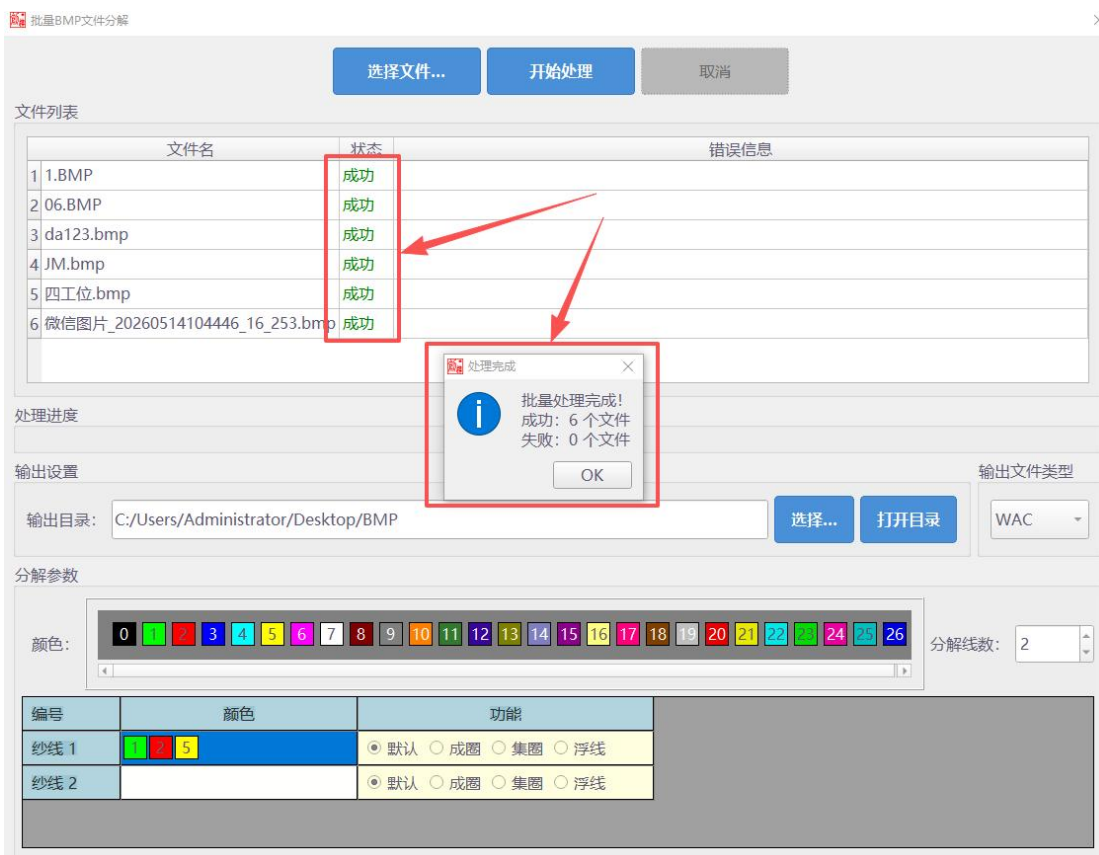 批量BMP文件分解
选择文件... 开始处理 取消
文件列表
文件名 状态 错误信息
1 1.BMP 成功
2 06.BMP 成功
3 da123.bmp 成功
4 JM.bmp 成功
5 四工位.bmp 成功
6 微信图片_20260514104446_16_253.bmp 成功
处理完成
批量处理完成!
成功: 6 个文件
失败: 0 个文件
OK
处理进度
输出设置 输出文件类型
输出目录: C:/Users/Administrator/Desktop/BMP 选择... 打开目录 WAC
分解参数
颜色: 0 1 2 3 4 5 6 7 8 9 10 11 12 13 14 15 16 17 18 19 20 21 22 23 24 25 26 分解线数: 2
编号 颜色 功能
纱线 1 1 2 5 默认 成圈 集圈 浮线
纱线 2 默认 成圈 集圈 浮线